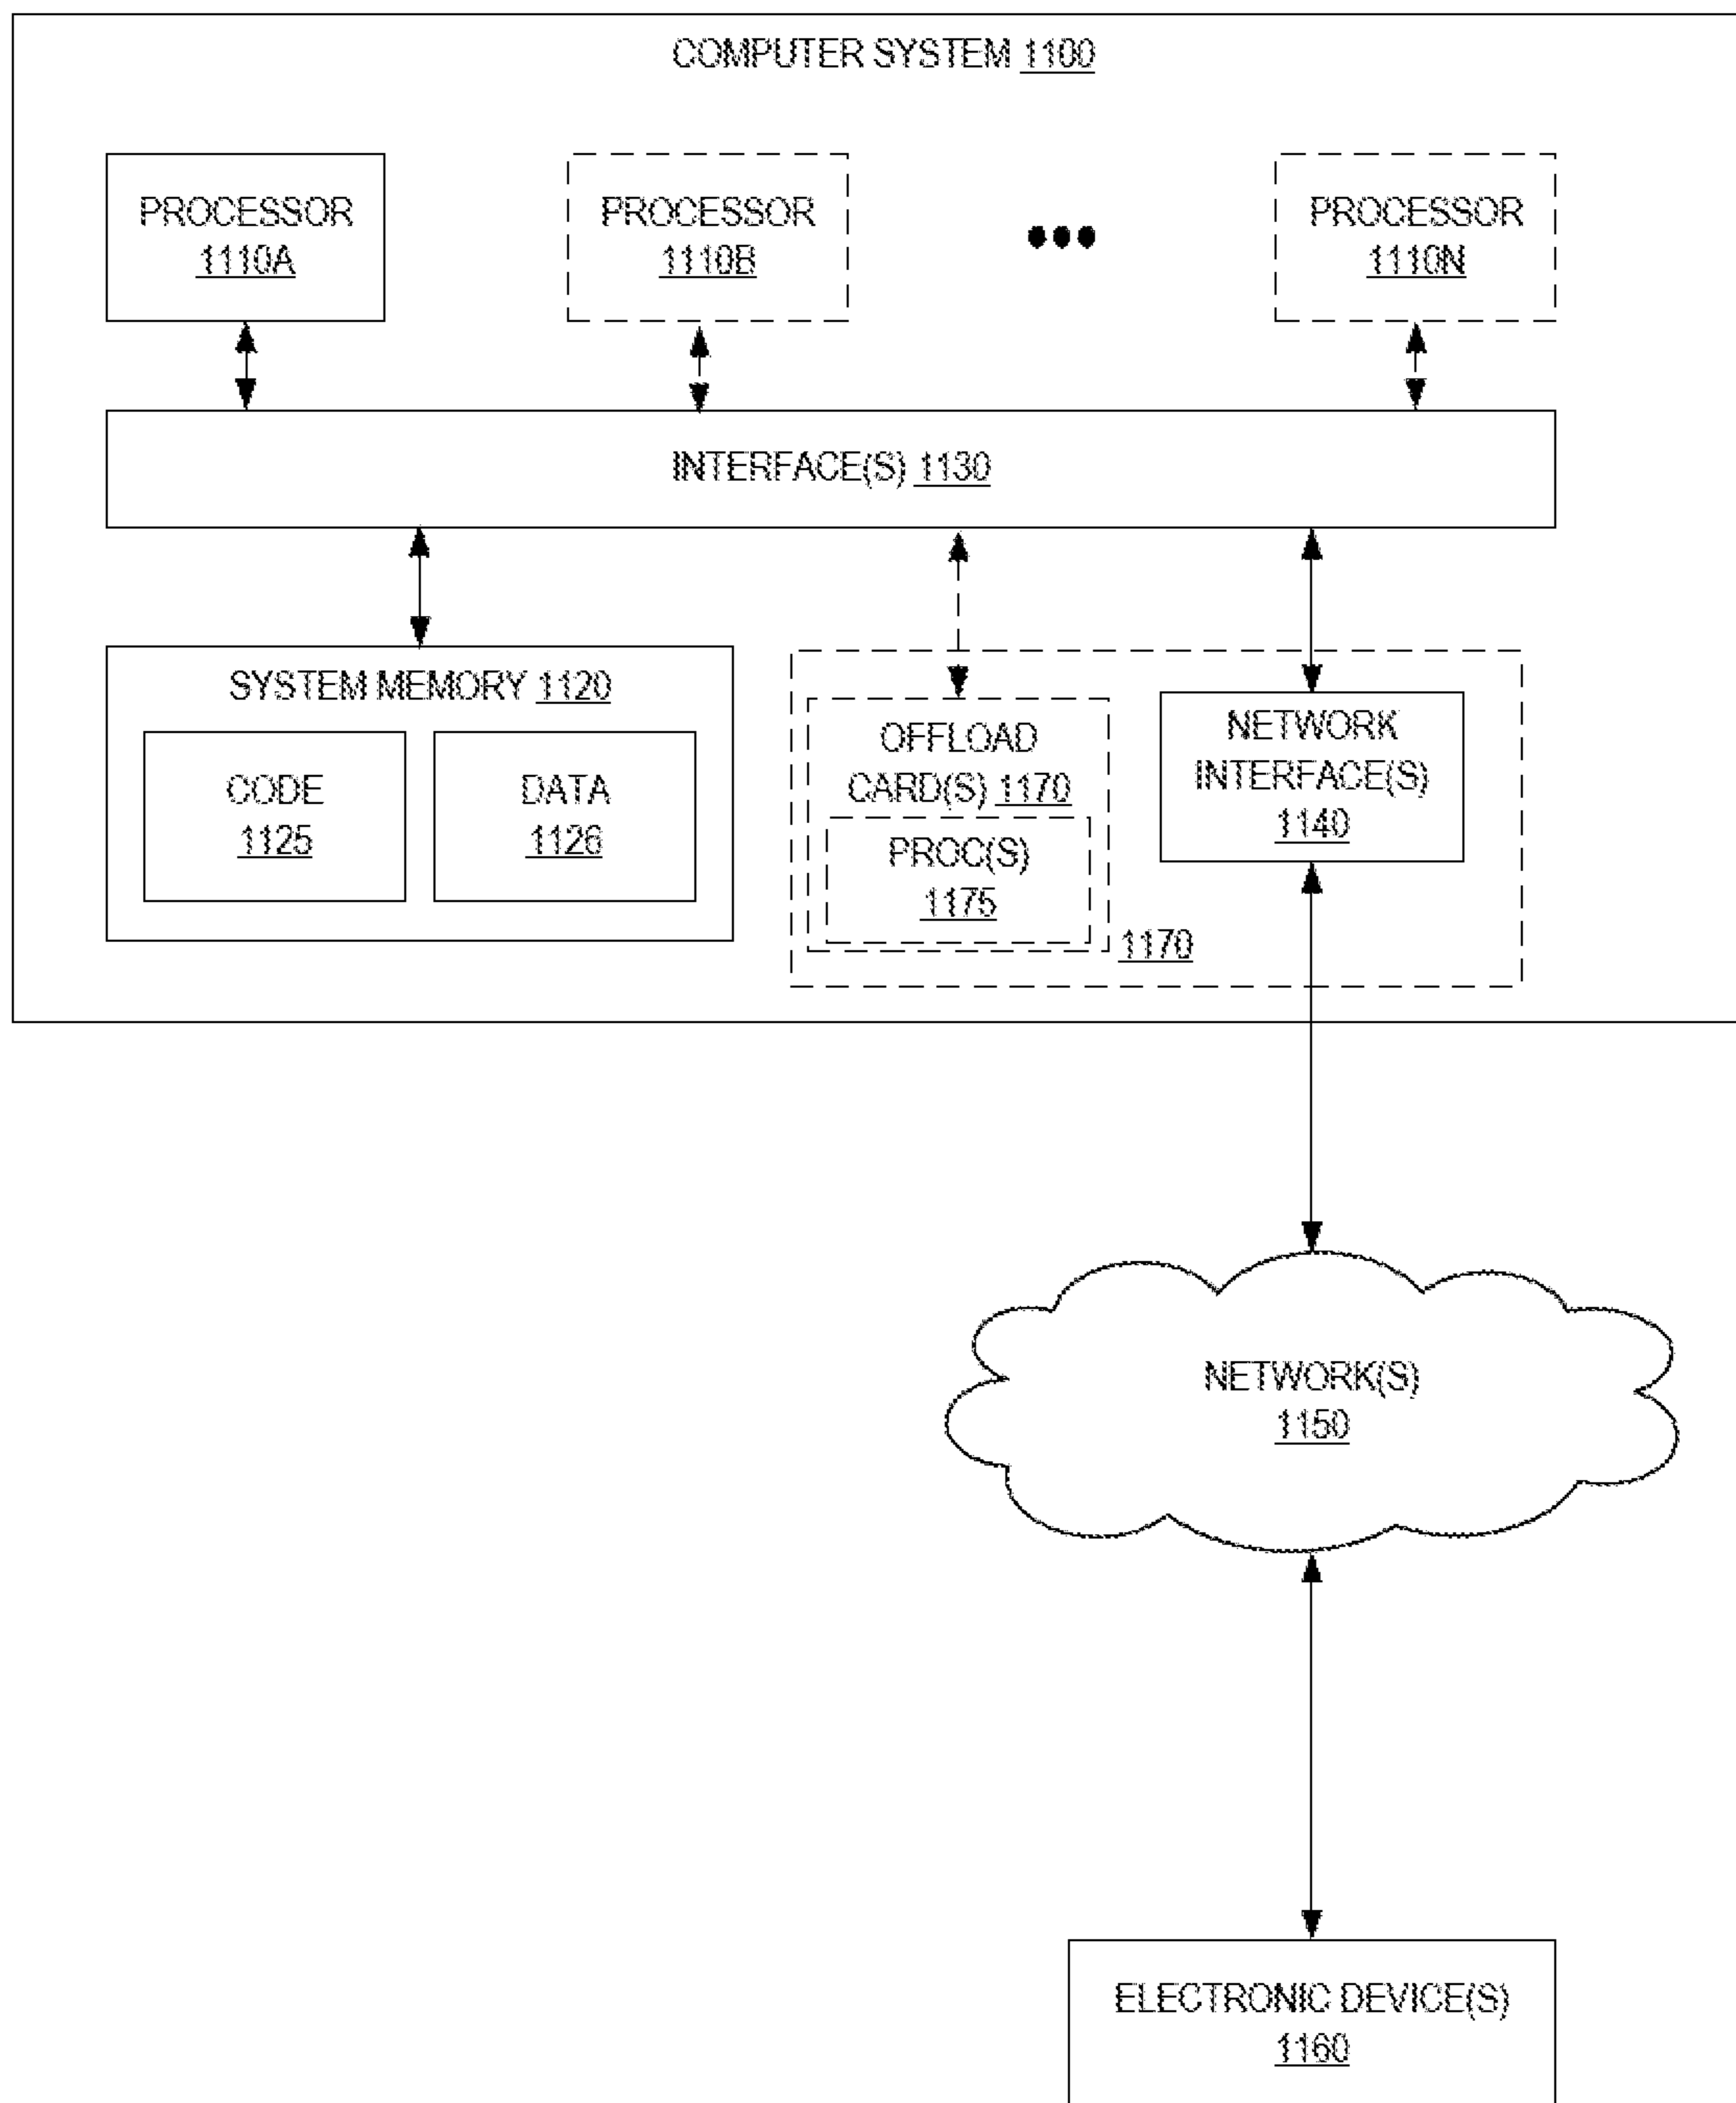 COMPUTER SYSTEM 1100
PROCESSOR
1110A
PROCESSOR
1110B
PROCESSOR
1110N
INTERFACE(S) 1130
SYSTEM MEMORY 1120
CODE
1125
DATA
1126
OFFLOAD
CARD(S) 1170
PROC(S)
1175
1170
NETWORK
INTERFACE(S)
1140
NETWORK(S)
1150
ELECTRONIC DEVICE(S)
1160